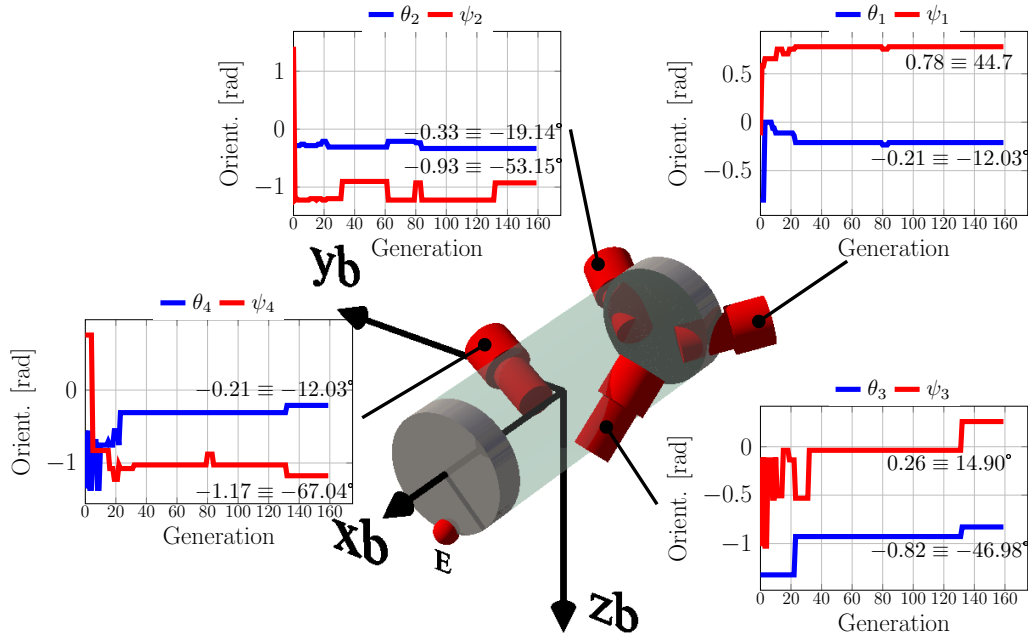 θ₂ ψ₂
Orient. [rad]
1
0
−1
−0.33 ≡ −19.14°
−0.93 ≡ −53.15°
0 20 40 60 80 100 120 140 160
Generation
θ₁ ψ₁
Orient. [rad]
0.5
0
−0.5
0.78 ≡ 44.7
−0.21 ≡ −12.03°
0 20 40 60 80 100 120 140 160
Generation
yb
θ₄ ψ₄
Orient. [rad]
0
−1
−0.21 ≡ −12.03°
−1.17 ≡ −67.04°
0 20 40 60 80 100 120 140 160
Generation
xb
E
zb
θ₃ ψ₃
Orient. [rad]
0
−0.5
−1
0.26 ≡ 14.90°
−0.82 ≡ −46.98°
0 20 40 60 80 100 120 140 160
Generation